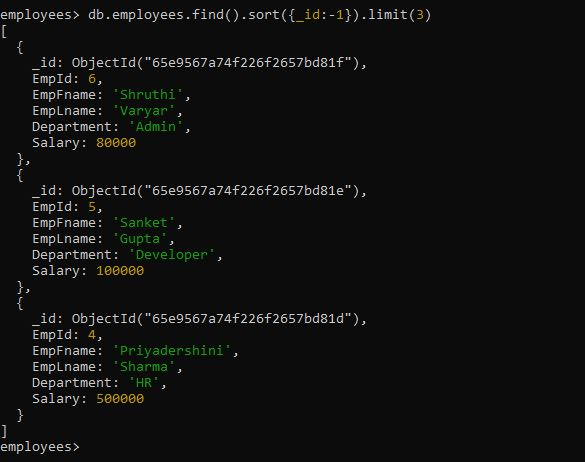 employees> db.employees.find().sort({_id:-1}).limit(3)
[
  {
    _id: ObjectId("65e9567a74f226f2657bd81f"),
    EmpId: 6,
    EmpFname: 'Shruthi',
    EmpLname: 'Varyar',
    Department: 'Admin',
    Salary: 80000
  },
  {
    _id: ObjectId("65e9567a74f226f2657bd81e"),
    EmpId: 5,
    EmpFname: 'Sanket',
    EmpLname: 'Gupta',
    Department: 'Developer',
    Salary: 100000
  },
  {
    _id: ObjectId("65e9567a74f226f2657bd81d"),
    EmpId: 4,
    EmpFname: 'Priyadershini',
    EmpLname: 'Sharma',
    Department: 'HR',
    Salary: 500000
  }
]
employees>